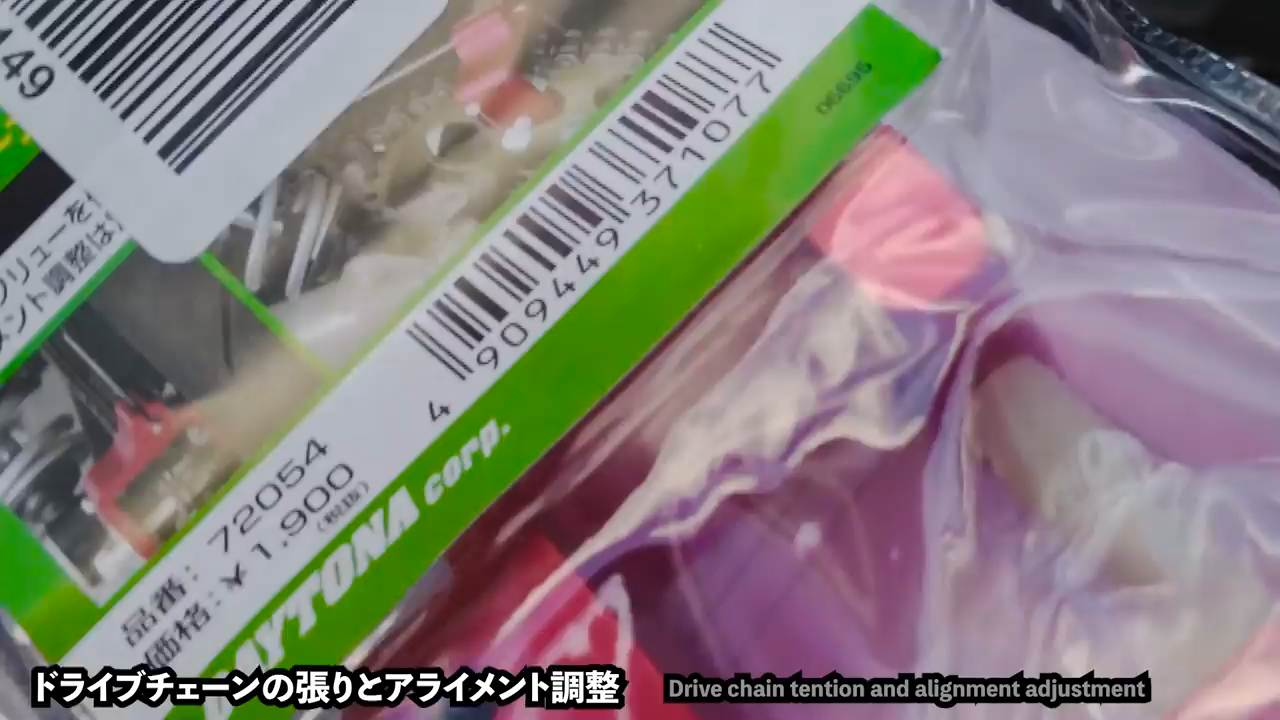 149
リューを
ント調整は
06696
4 909449 371077
品番： 72054
価格：￥1,900
(税抜)
DAYTONA corp.
ドライブチェーンの張りとアライメント調整
Drive chain tention and alignment adjustment